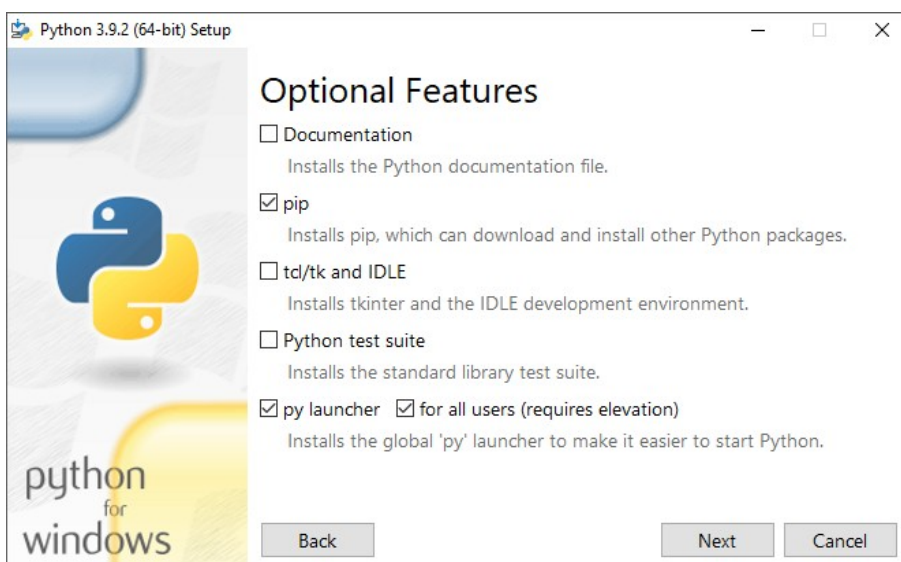 Python 3.9.2 (64-bit) Setup
Optional Features
Documentation
Installs the Python documentation file.
pip
Installs pip, which can download and install other Python packages.
tcl/tk and IDLE
Installs tkinter and the IDLE development environment.
Python test suite
Installs the standard library test suite.
py launcher for all users (requires elevation)
Installs the global 'py' launcher to make it easier to start Python.
python
for
windows
Back Next Cancel